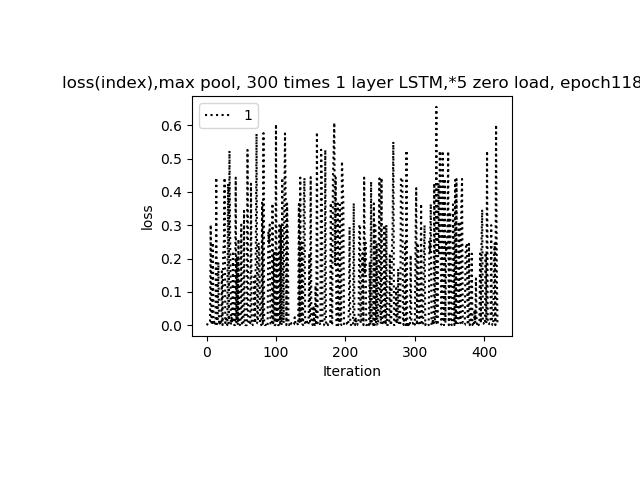 loss(index),max pool, 300 times 1 layer LSTM,*5 zero load, epoch118
1
0.6
0.5
0.4
0.3
0.2
0.1
0.0
loss
0 100 200 300 400
Iteration